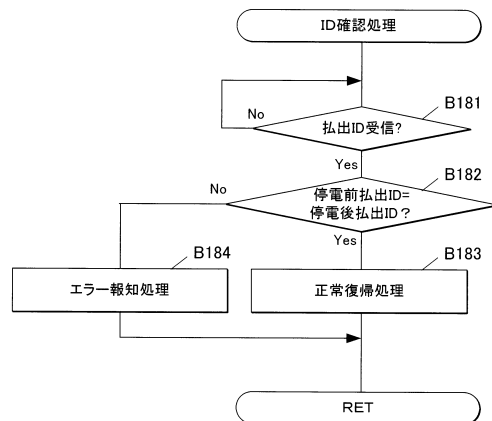 ID確認処理
B181
払出ID受信?
No
Yes
B182
停電前払出ID=
停電後払出ID?
No
Yes
B184
エラー報知処理
B183
正常復帰処理
RET